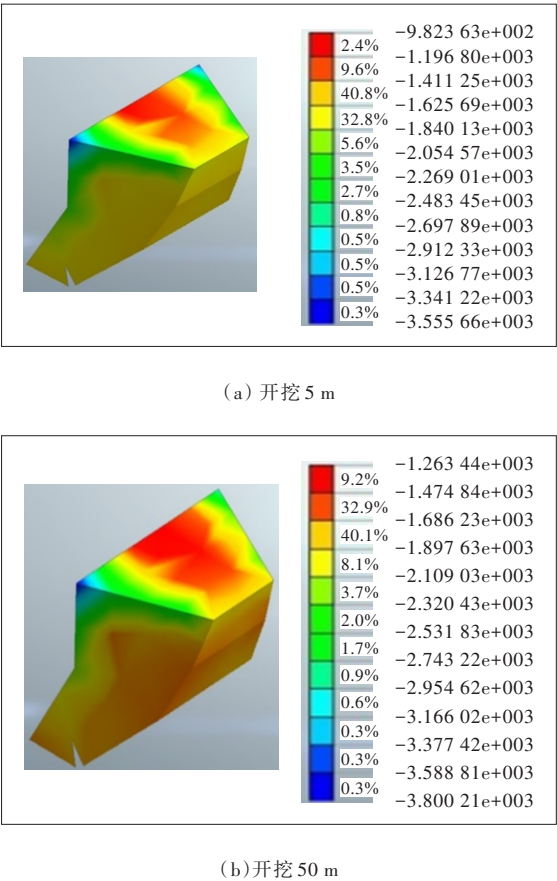 -9.823 63e+002
2.4%
-1.196 80e+003
9.6%
-1.411 25e+003
40.8%
-1.625 69e+003
32.8%
-1.840 13e+003
5.6%
-2.054 57e+003
3.5%
-2.269 01e+003
2.7%
-2.483 45e+003
0.8%
-2.697 89e+003
0.5%
-2.912 33e+003
0.5%
-3.126 77e+003
0.5%
-3.341 22e+003
0.3%
-3.555 66e+003
(a) 开挖 5 m
-1.263 44e+003
9.2%
-1.474 84e+003
32.9%
-1.686 23e+003
40.1%
-1.897 63e+003
8.1%
-2.109 03e+003
3.7%
-2.320 43e+003
2.0%
-2.531 83e+003
1.7%
-2.743 22e+003
0.9%
-2.954 62e+003
0.6%
-3.166 02e+003
0.3%
-3.377 42e+003
0.3%
-3.588 81e+003
0.3%
-3.800 21e+003
(b)开挖 50 m